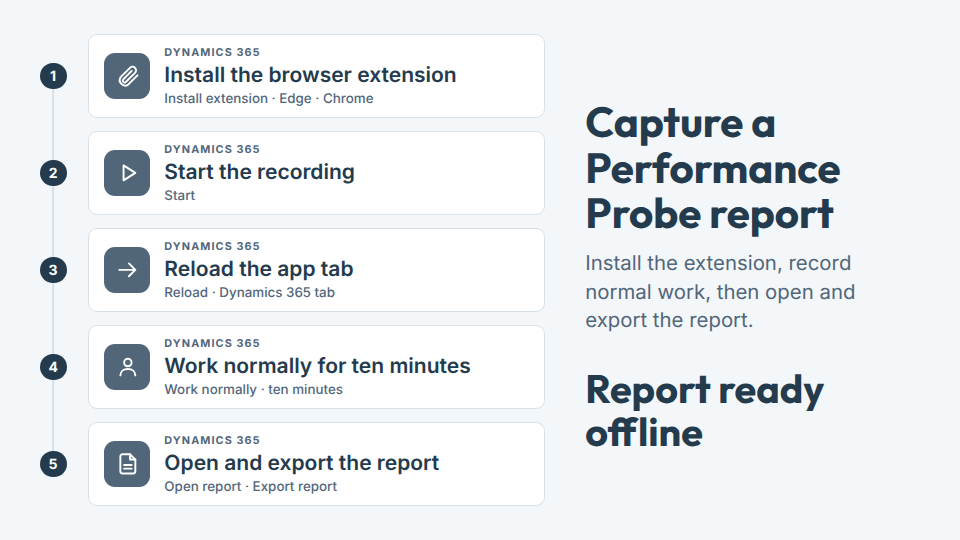 1
DYNAMICS 365
Install the browser extension
Install extension · Edge · Chrome
2
DYNAMICS 365
Start the recording
Start
3
DYNAMICS 365
Reload the app tab
Reload · Dynamics 365 tab
4
DYNAMICS 365
Work normally for ten minutes
Work normally · ten minutes
5
DYNAMICS 365
Open and export the report
Open report · Export report
Capture a
Performance
Probe report
Install the extension, record
normal work, then open and
export the report.
Report ready
offline